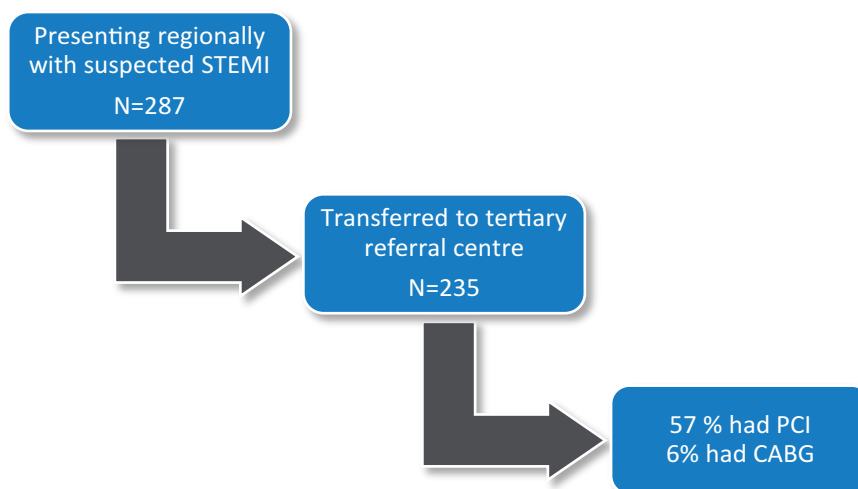 Presenting regionally
with suspected STEMI
N=287
Transferred to tertiary
referral centre
N=235
57 % had PCI
6% had CABG